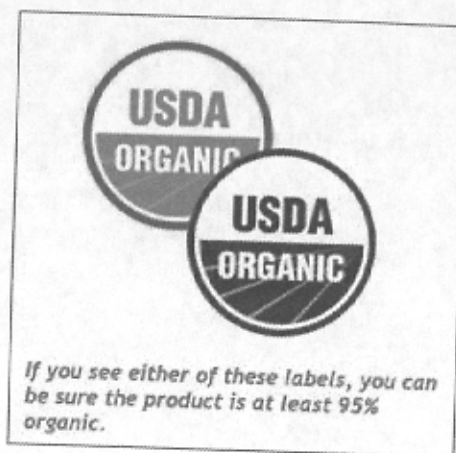 USDA
ORGANIC
USDA
ORGANIC
If you see either of these labels, you can
be sure the product is at least 95%
organic.